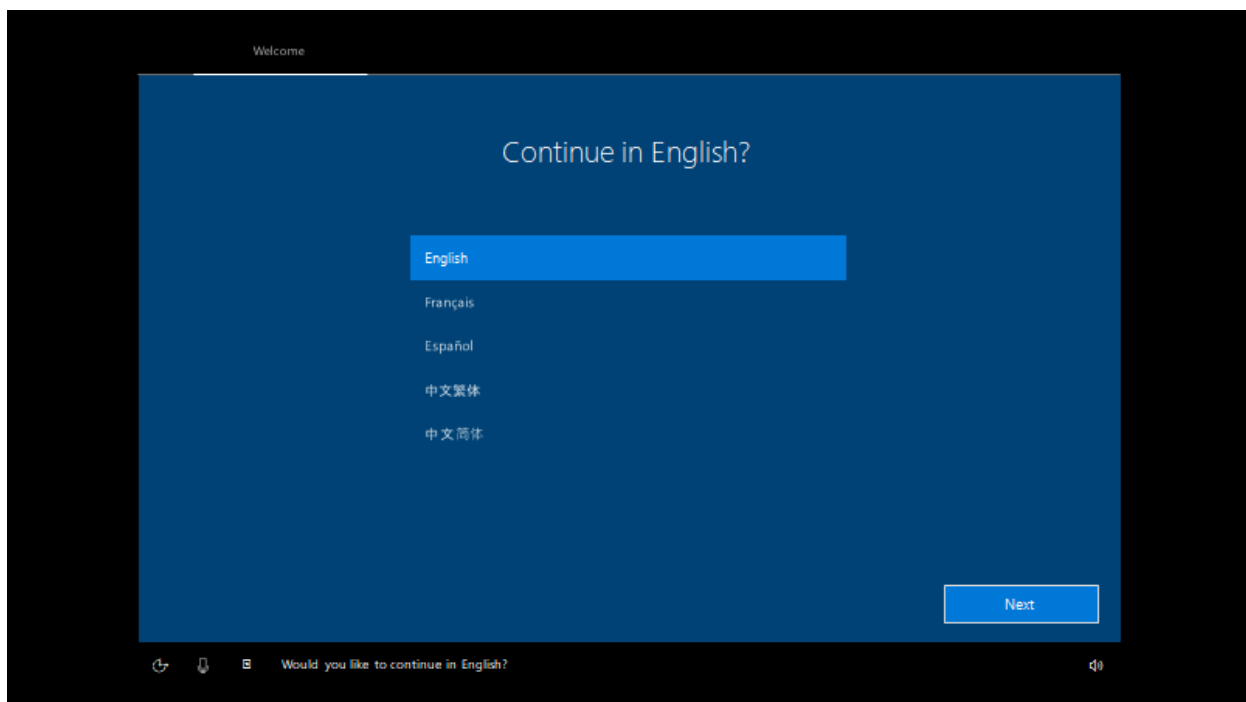 Welcome
Continue in English?
English
Français
Español
中文繁体
中文简体
Next
Would you like to continue in English?